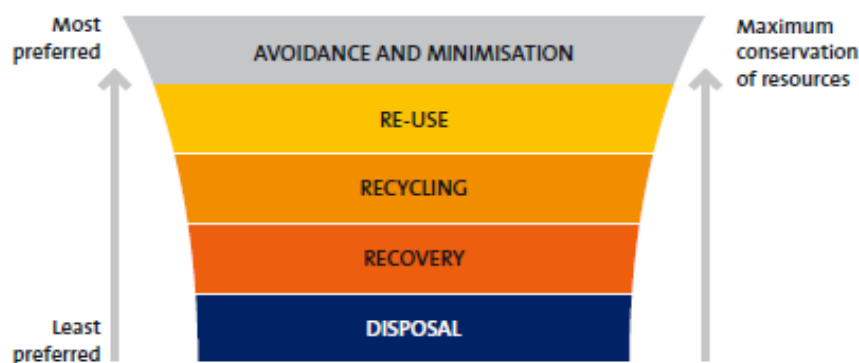 Most
preferred
AVOIDANCE AND MINIMISATION
Maximum
conservation
of resources
RE-USE
RECYCLING
RECOVERY
DISPOSAL
Least
preferred